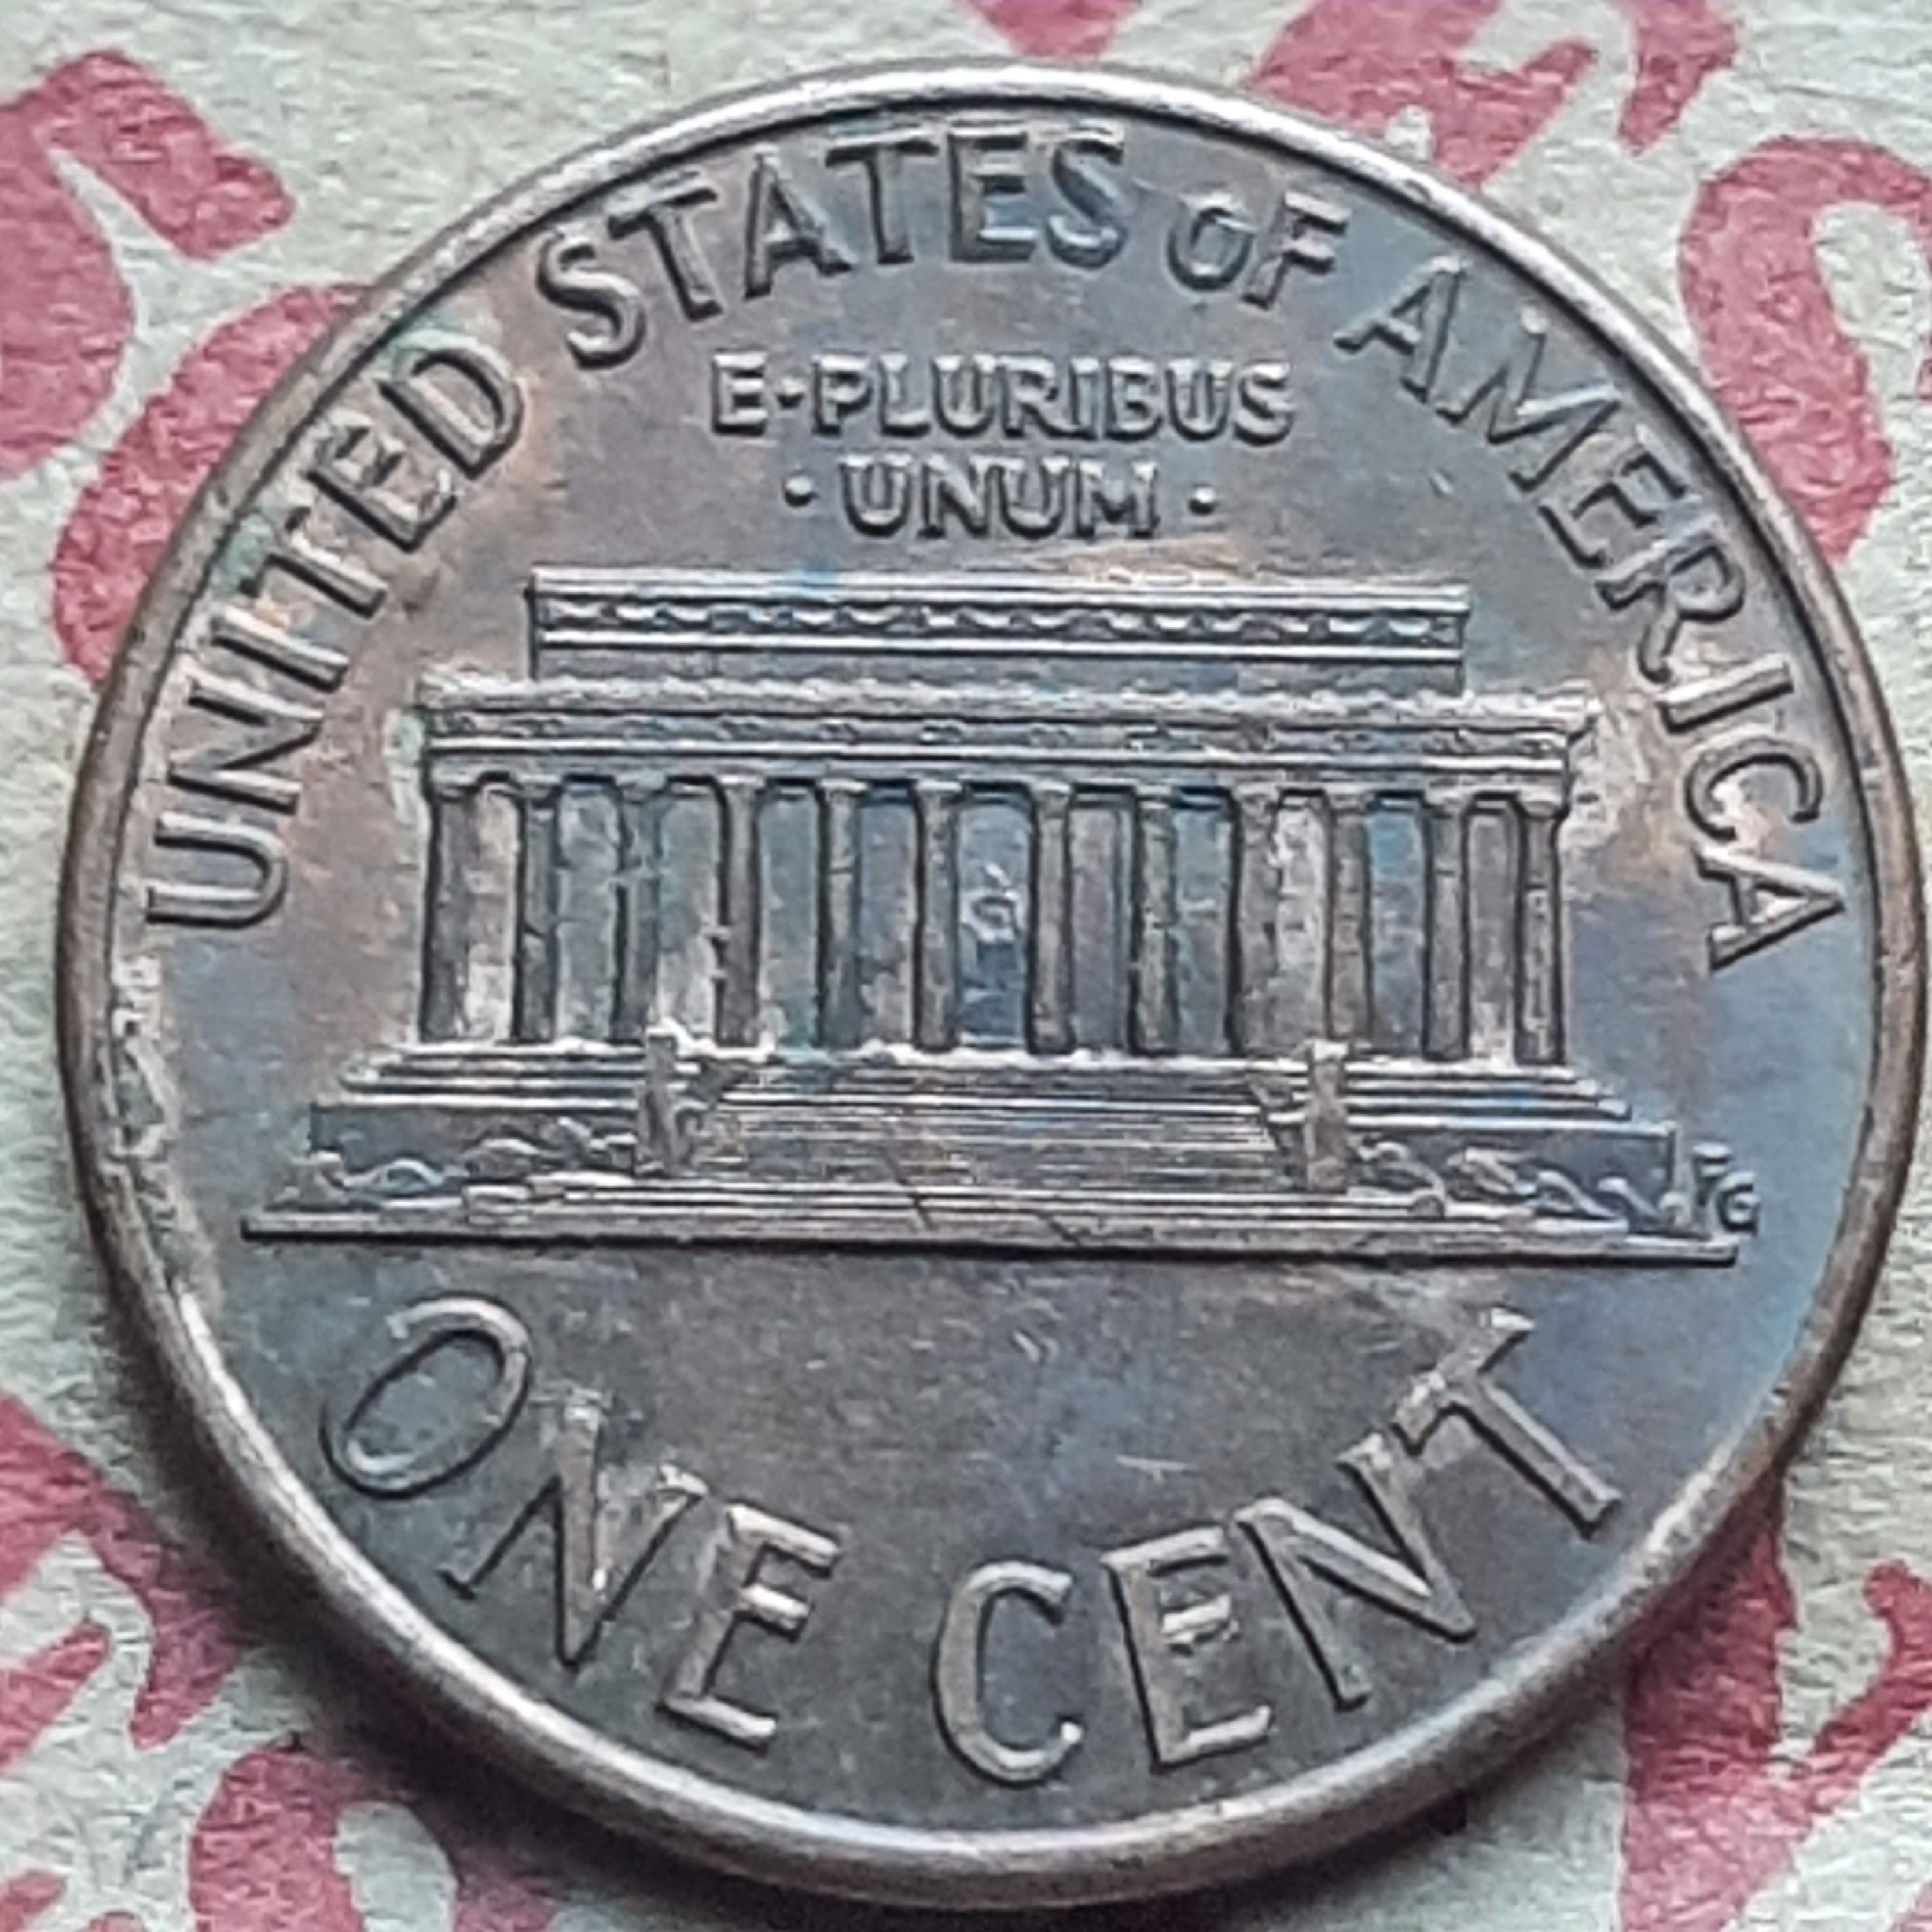 UNITED STATES OF AMERICA
E·PLURIBUS
·UNUM·
FG
ONE CENT